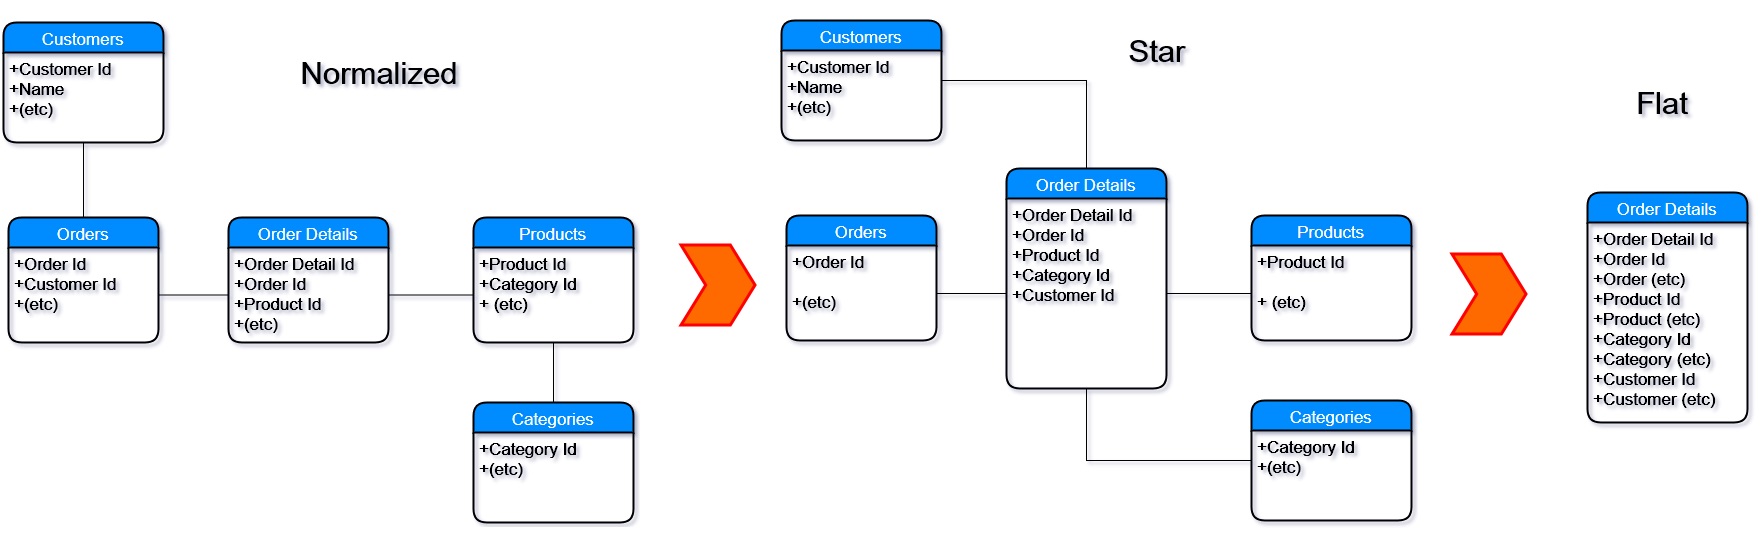 Normalized
Customers
+Customer Id
+Name
+(etc)
Orders
+Order Id
+Customer Id
+(etc)
Order Details
+Order Detail Id
+Order Id
+Product Id
+(etc)
Products
+Product Id
+Category Id
+ (etc)
Categories
+Category Id
+(etc)
Star
Customers
+Customer Id
+Name
+(etc)
Orders
+Order Id
+(etc)
Order Details
+Order Detail Id
+Order Id
+Product Id
+Category Id
+Customer Id
Products
+Product Id
+ (etc)
Categories
+Category Id
+(etc)
Flat
Order Details
+Order Detail Id
+Order Id
+Order (etc)
+Product Id
+Product (etc)
+Category Id
+Category (etc)
+Customer Id
+Customer (etc)